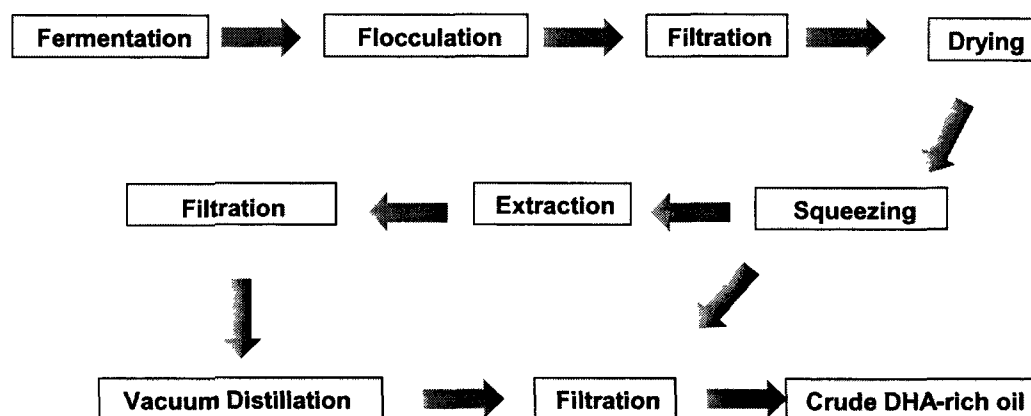 Fermentation
Flocculation
Filtration
Drying
Filtration
Extraction
Squeezing
Vacuum Distillation
Filtration
Crude DHA-rich oil